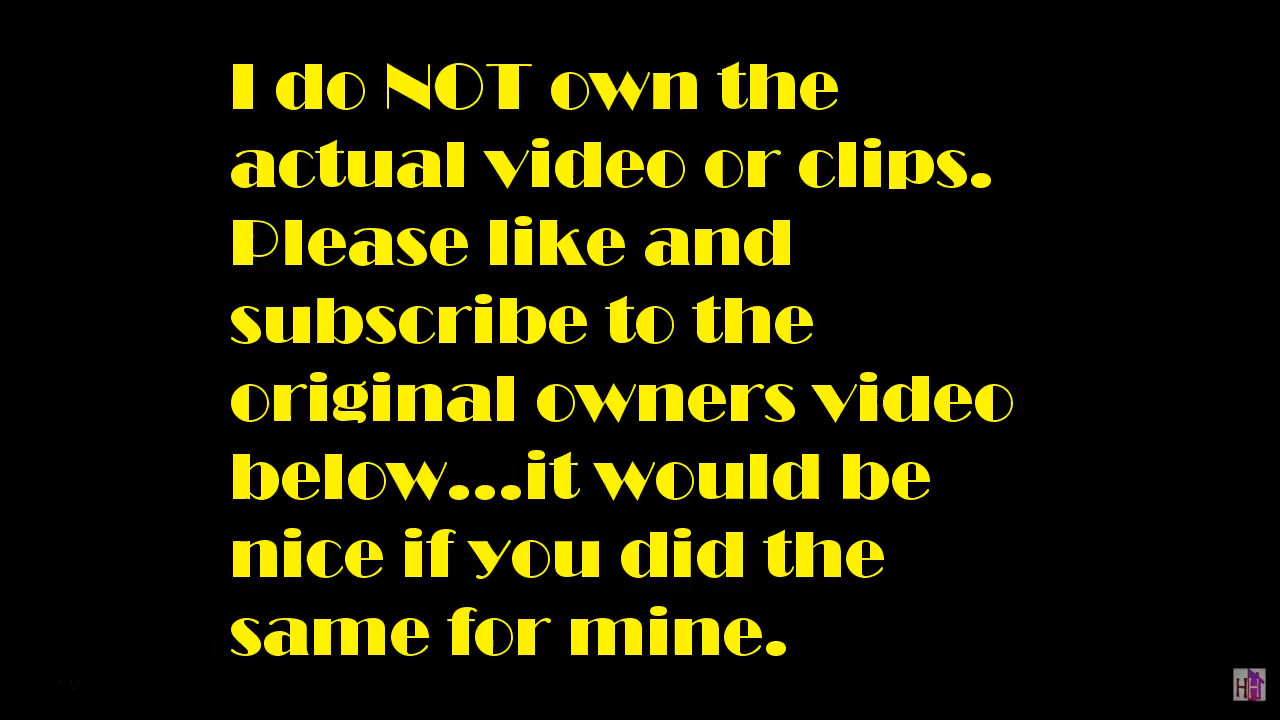 I do NOT own the
actual video or clips.
Please like and
subscribe to the
original owners video
below...it would be
nice if you did the
same for mine.
HH